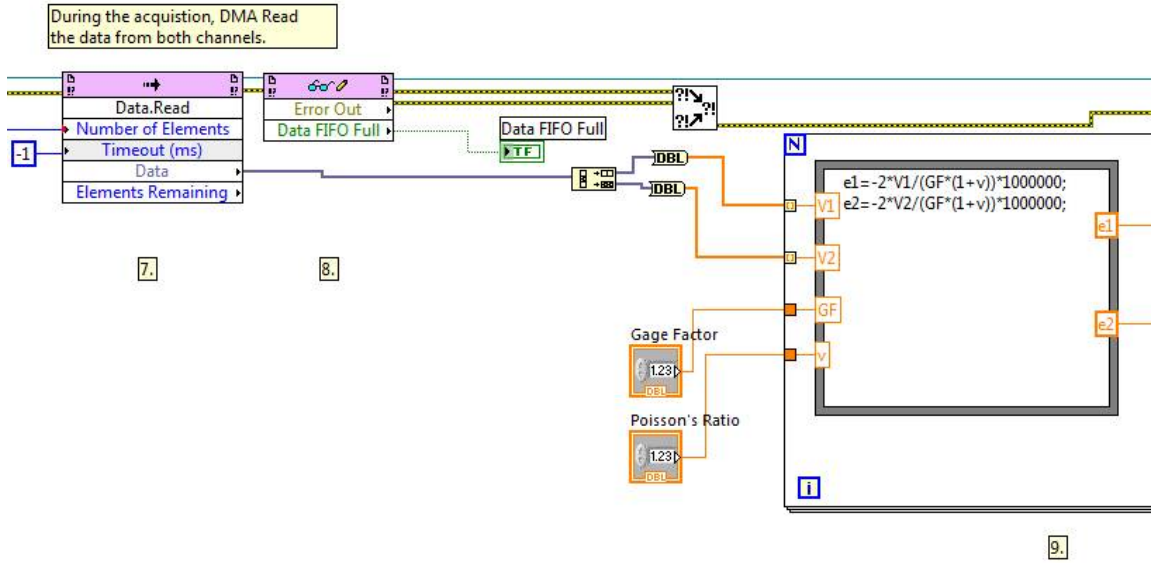 During the acquistion, DMA Read
the data from both channels.
Data.Read
Number of Elements
Timeout (ms)
Data
Elements Remaining
-1
Error Out
Data FIFO Full
Data FIFO Full
TF
?!
?!
?!
DBL
DBL
N
e1=-2*V1/(GF*(1+v))*1000000;
e2=-2*V2/(GF*(1+v))*1000000;
V1
V2
GF
v
e1
e2
7.
8.
Gage Factor
1.23
DBL
Poisson's Ratio
1.23
DBL
i
9.